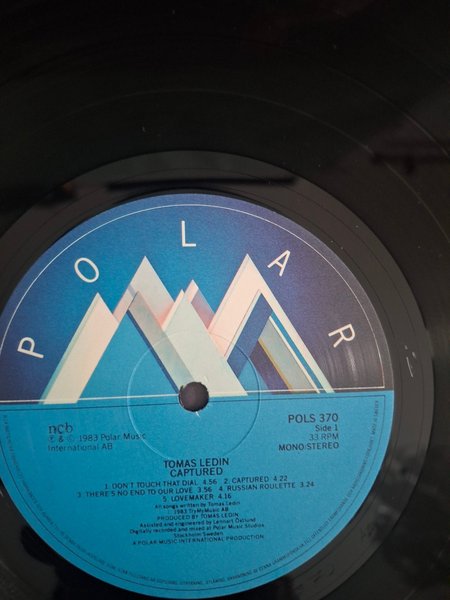 POLAR
ncb
Ⓟ & © 1983 Polar Music
International AB
POLS 370
Side 1
33 RPM
MONO/STEREO
TOMAS LEDIN
CAPTURED
1. DON'T TOUCH THAT DIAL 4.56 2. CAPTURED 4.22
3. THERE'S NO END TO OUR LOVE 3.56 4. RUSSIAN ROULETTE 3.24
5. LOVEMAKER 4.16
All songs written by Tomas Ledin
1983 TryMyMusic AB
PRODUCED BY TOMAS LEDIN
Assisted and engineered by Lennart Östlund
Digitally recorded and mixed at Polar Music Studios,
Stockholm Sweden
A POLAR MUSIC INTERNATIONAL PRODUCTION